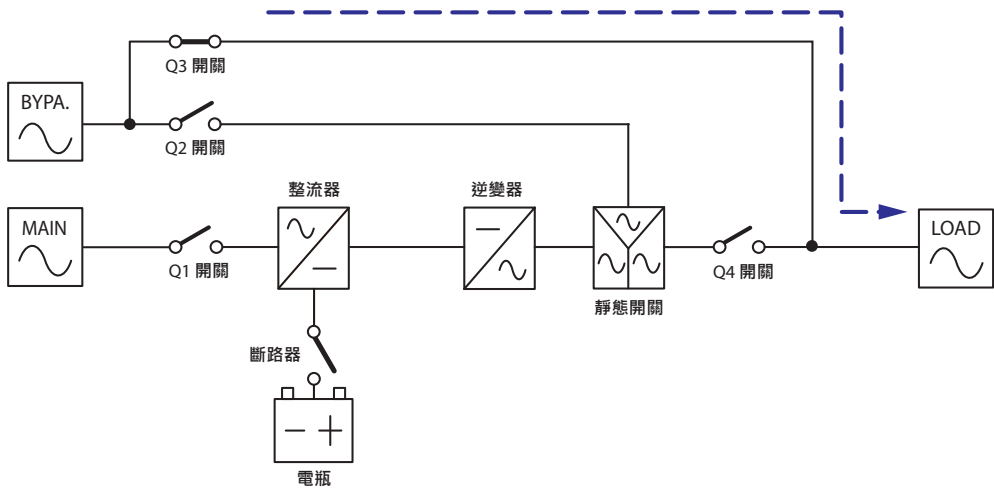 Q3 開關
BYPA.
Q2 開關
整流器
逆變器
MAIN
LOAD
Q1 開關
Q4 開關
靜態開關
斷路器
電瓶